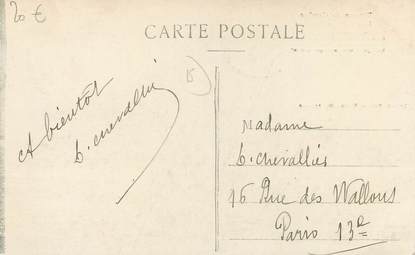 20 €
CARTE POSTALE
A bientôt
b. chevallier
Madame
b. chevallier
16 Rue des Wallons
Paris 13e